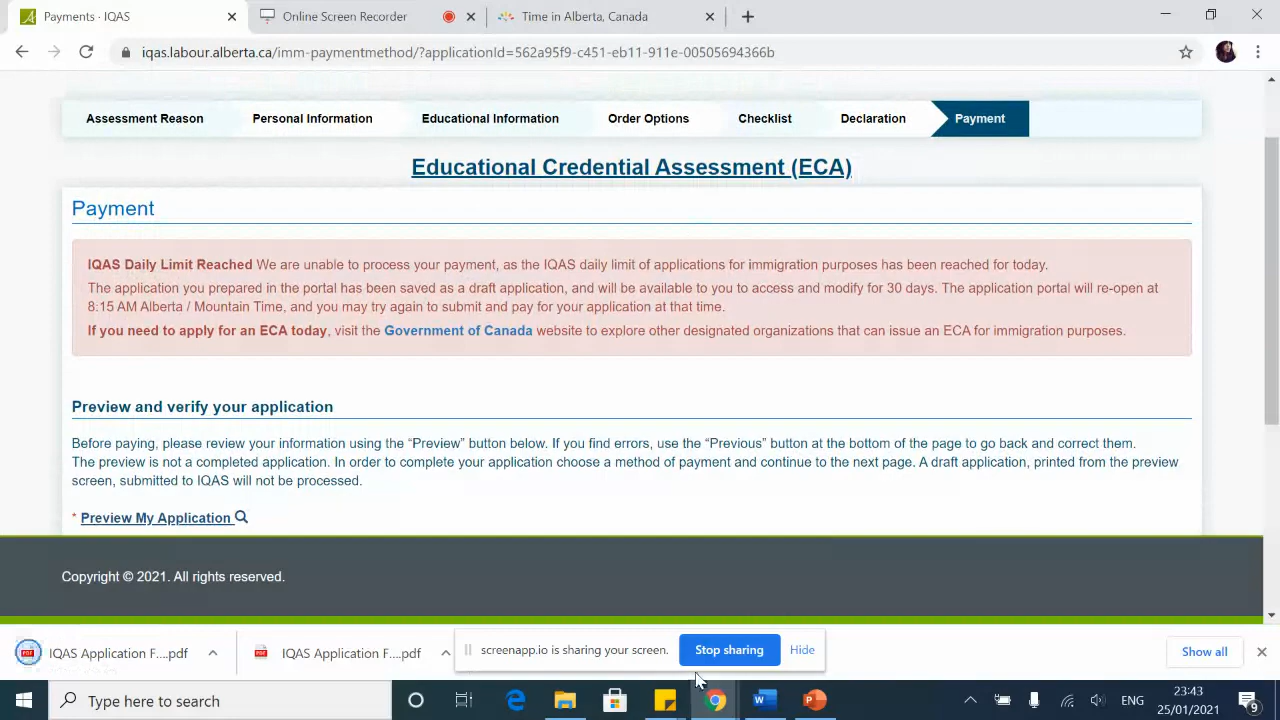 Payments · IQAS
Online Screen Recorder
Time in Alberta, Canada
iqas.labour.alberta.ca/imm-paymentmethod/?applicationId=562a95f9-c451-eb11-911e-00505694366b
Assessment Reason
Personal Information
Educational Information
Order Options
Checklist
Declaration
Payment
Educational Credential Assessment (ECA)
Payment
IQAS Daily Limit Reached We are unable to process your payment, as the IQAS daily limit of applications for immigration purposes has been reached for today.
The application you prepared in the portal has been saved as a draft application, and will be available to you to access and modify for 30 days. The application portal will re-open at
8:15 AM Alberta / Mountain Time, and you may try again to submit and pay for your application at that time.
If you need to apply for an ECA today, visit the Government of Canada website to explore other designated organizations that can issue an ECA for immigration purposes.
Preview and verify your application
Before paying, please review your information using the “Preview” button below. If you find errors, use the “Previous” button at the bottom of the page to go back and correct them.
The preview is not a completed application. In order to complete your application choose a method of payment and continue to the next page. A draft application, printed from the preview
screen, submitted to IQAS will not be processed.
* Preview My Application
Copyright © 2021. All rights reserved.
IQAS Application F....pdf
IQAS Application F....pdf
screenapp.io is sharing your screen.
Stop sharing
Hide
Show all
Type here to search
ENG
23:43
25/01/2021
9